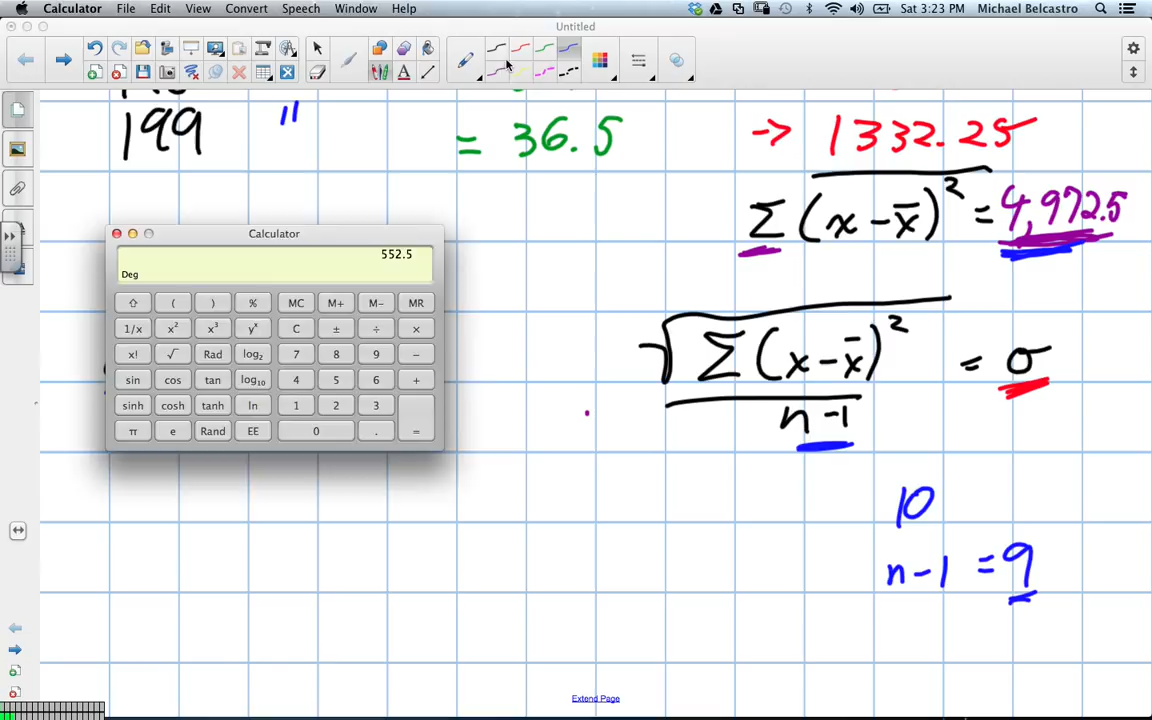 Calculator File Edit View Convert Speech Window Help Sat 3:23 PM Michael Belcastro
Untitled
199 "
= 36.5
→ 1332.25
Σ (x - x̄)² = 4,972.5
Calculator
552.5
Deg
( ) % MC M+ M− MR
1/x x² x³ yˣ C ± ÷ ×
x! √ Rad log₂ 7 8 9 −
sin cos tan log₁₀ 4 5 6 +
sinh cosh tanh ln 1 2 3
π e Rand EE 0 . =
√ Σ (x - x̄)² = σ
n - 1
10
n - 1 = 9
Extend Page